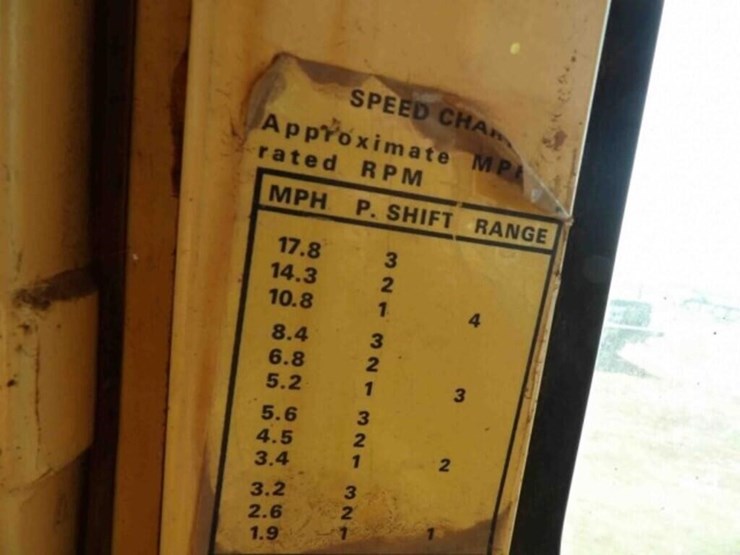 SPEED
Approximate
rated RPM
MPH P. SHIFT RANGE
17.8 3
14.3 2
10.8 1 4
8.4 3
6.8 2
5.2 1 3
5.6 3
4.5 2
3.4 1 2
3.2 3
2.6 2
1.9 1 1